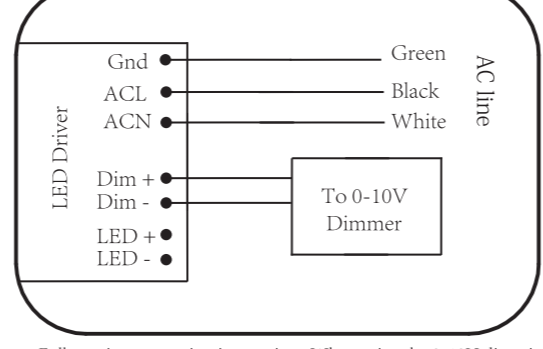 Gnd
Green
ACL
Black
ACN
White
AC line
LED Driver
Dim +
Dim -
To 0-10V
Dimmer
LED +
LED -